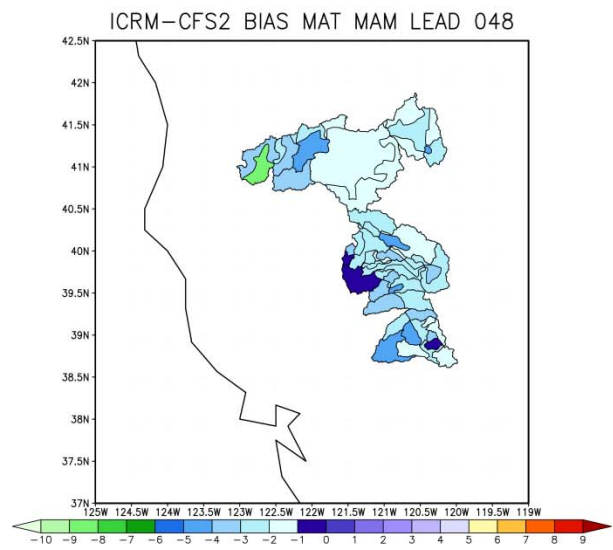 ICRM-CFS2 BIAS MAT MAM LEAD 048
42.5N
42N
41.5N
41N
40.5N
40N
39.5N
39N
38.5N
38N
37.5N
37N
125W 124.5W 124W 123.5W 123W 122.5W 122W 121.5W 121W 120.5W 120W 119.5W 119W
-10 -9 -8 -7 -6 -5 -4 -3 -2 -1 0 1 2 3 4 5 6 7 8 9